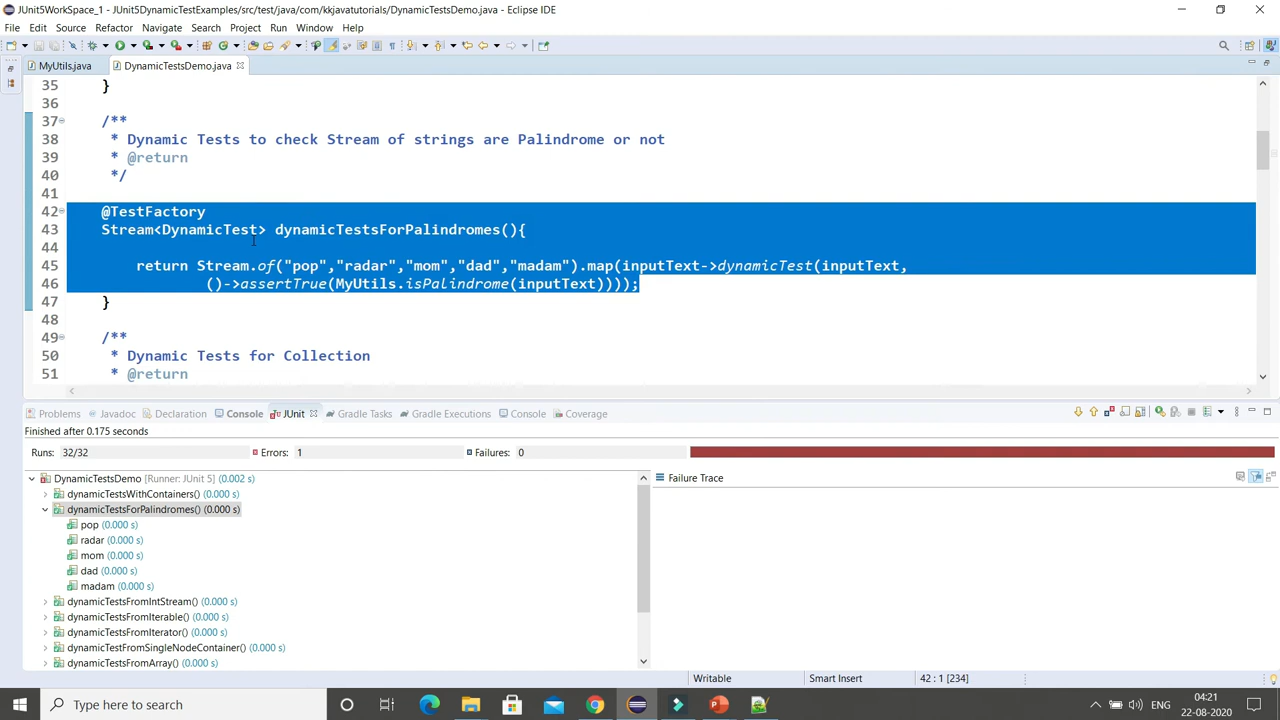 JUnit5WorkSpace_1 - JUnit5DynamicTestExamples/src/test/java/com/kkjavatutorials/DynamicTestsDemo.java - Eclipse IDE
File Edit Source Refactor Navigate Search Project Run Window Help
MyUtils.java DynamicTestsDemo.java
35 }
36
37 /**
38 * Dynamic Tests to check Stream of strings are Palindrome or not
39 * @return
40 */
41
42 @TestFactory
43 Stream<DynamicTest> dynamicTestsForPalindromes(){
44
45 return Stream.of("pop","radar","mom","dad","madam").map(inputText->dynamicTest(inputText,
46 ()->assertTrue(MyUtils.isPalindrome(inputText))));
47 }
48
49 /**
50 * Dynamic Tests for Collection
51 * @return
Problems Javadoc Declaration Console JUnit Gradle Tasks Gradle Executions Console Coverage
Finished after 0.175 seconds
Runs: 32/32 Errors: 1 Failures: 0
DynamicTestsDemo [Runner: JUnit 5] (0.002 s) Failure Trace
dynamicTestsWithContainers() (0.000 s)
dynamicTestsForPalindromes() (0.000 s)
pop (0.000 s)
radar (0.000 s)
mom (0.000 s)
dad (0.000 s)
madam (0.000 s)
dynamicTestsFromIntStream() (0.000 s)
dynamicTestsFromIterable() (0.000 s)
dynamicTestsFromIterator() (0.000 s)
dynamicTestFromSingleNodeContainer() (0.000 s)
dynamicTestsFromArray() (0.000 s)
Writable Smart Insert 42 : 1 [234]
Type here to search ENG 04:21
22-08-2020